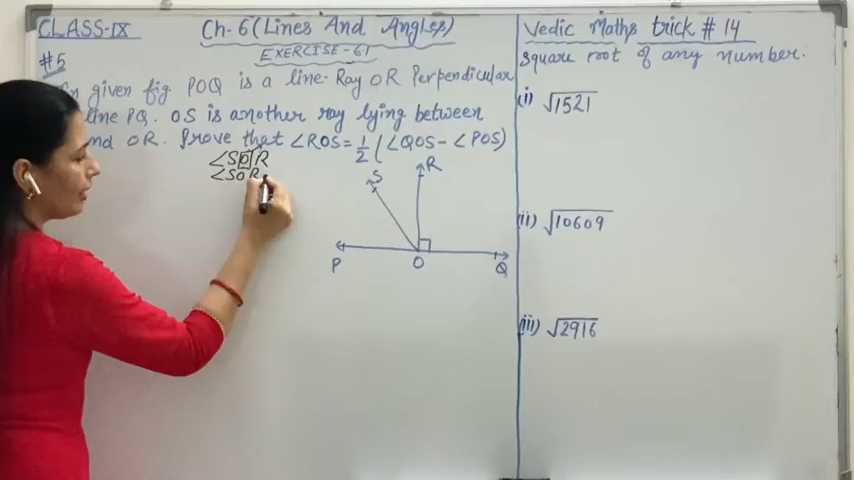 CLASS-IX
Ch-6 (Lines And Angles)
EXERCISE-6.1
#5
In given fig POQ is a line. Ray OR Perpendicular
line PQ. OS is another ray lying between
nd OR. Prove that ∠ROS = 1/2 (∠QOS - ∠POS)
∠SOR
∠SOR
S
R
P
O
Q
Vedic Maths trick # 14
Square root of any number.
(i) √1521
(ii) √10609
(iii) √2916